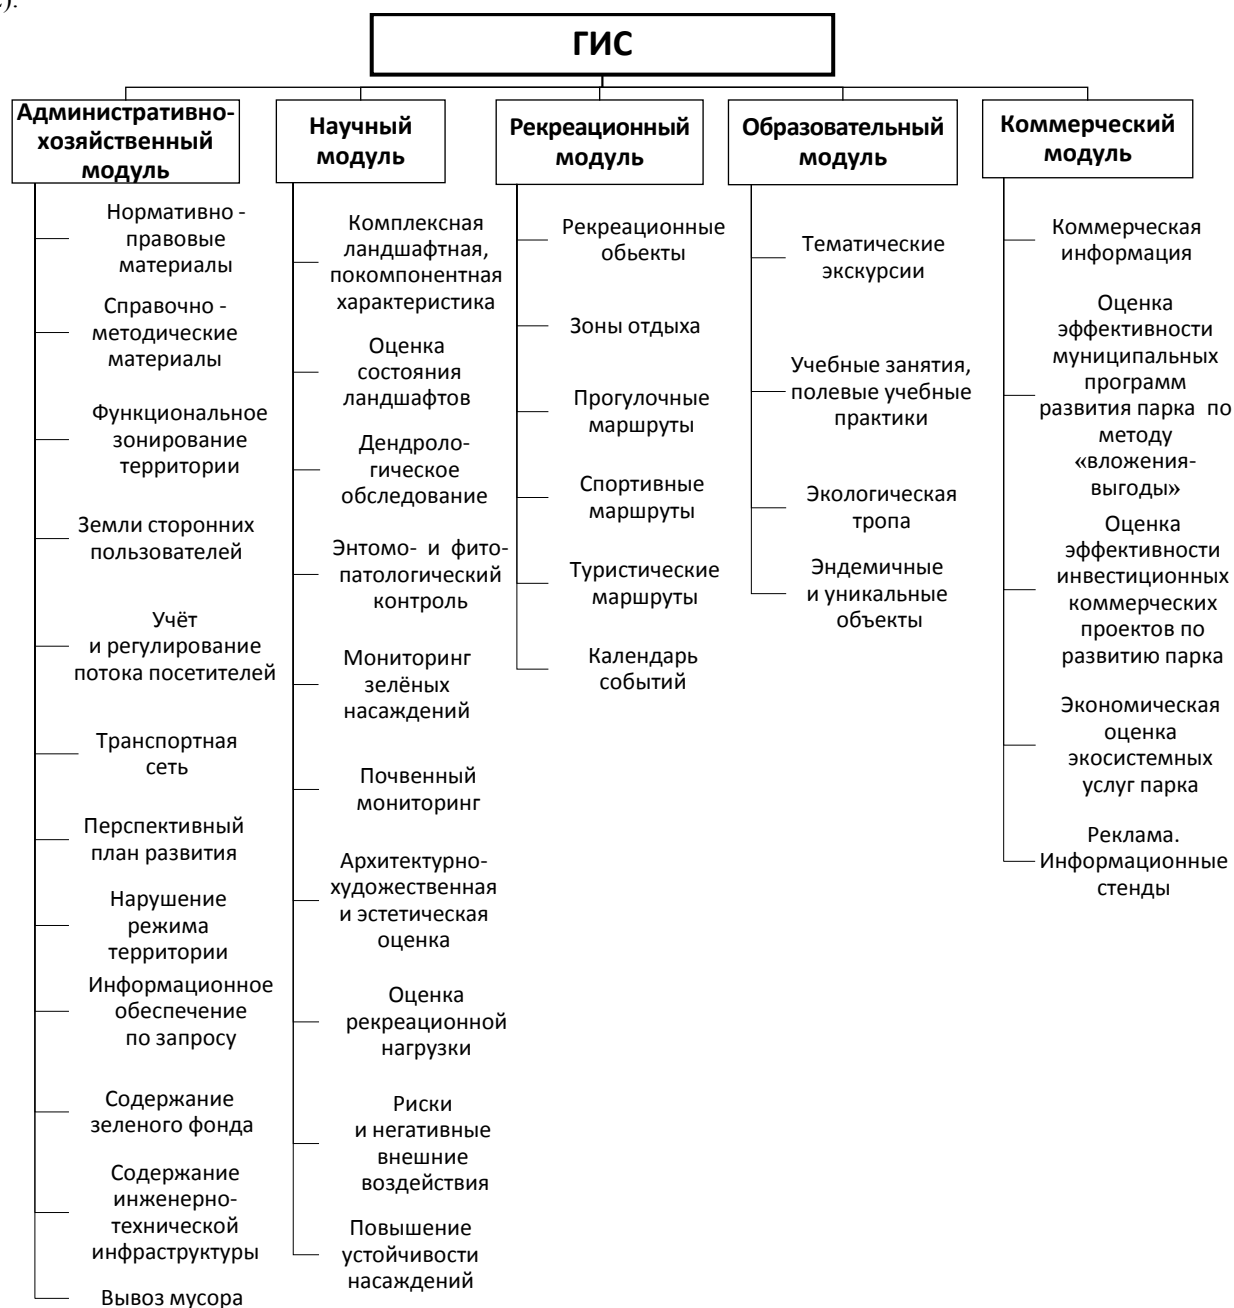 ГИС
Административно-
хозяйственный
модуль
Нормативно -
правовые
материалы
Справочно -
методические
материалы
Функциональное
зонирование
территории
Земли сторонних
пользователей
Учёт
и регулирование
потока посетителей
Транспортная
сеть
Перспективный
план развития
Нарушение
режима
территории
Информационное
обеспечение
по запросу
Содержание
зеленого фонда
Содержание
инженерно-
технической
инфраструктуры
Вывоз мусора
Научный
модуль
Комплексная
ландшафтная,
покомпонентная
характеристика
Оценка
состояния
ландшафтов
Дендроло-
гическое
обследование
Энтомо- и фито-
патологический
контроль
Мониторинг
зелёных
насаждений
Почвенный
мониторинг
Архитектурно-
художественная
и эстетическая
оценка
Оценка
рекреационной
нагрузки
Риски
и негативные
внешние
воздействия
Повышение
устойчивости
насаждений
Рекреационный
модуль
Рекреационные
обьекты
Зоны отдыха
Прогулочные
маршруты
Спортивные
маршруты
Туристические
маршруты
Календарь
событий
Образовательный
модуль
Тематические
экскурсии
Учебные занятия,
полевые учебные
практики
Экологическая
тропа
Эндемичные
и уникальные
объекты
Коммерческий
модуль
Коммерческая
информация
Оценка
эффективности
муниципальных
программ
развития парка по
методу
«вложения-
выгоды»
Оценка
эффективности
инвестиционных
коммерческих
проектов по
развитию парка
Экономическая
оценка
экосистемных
услуг парка
Реклама.
Информационные
стенды